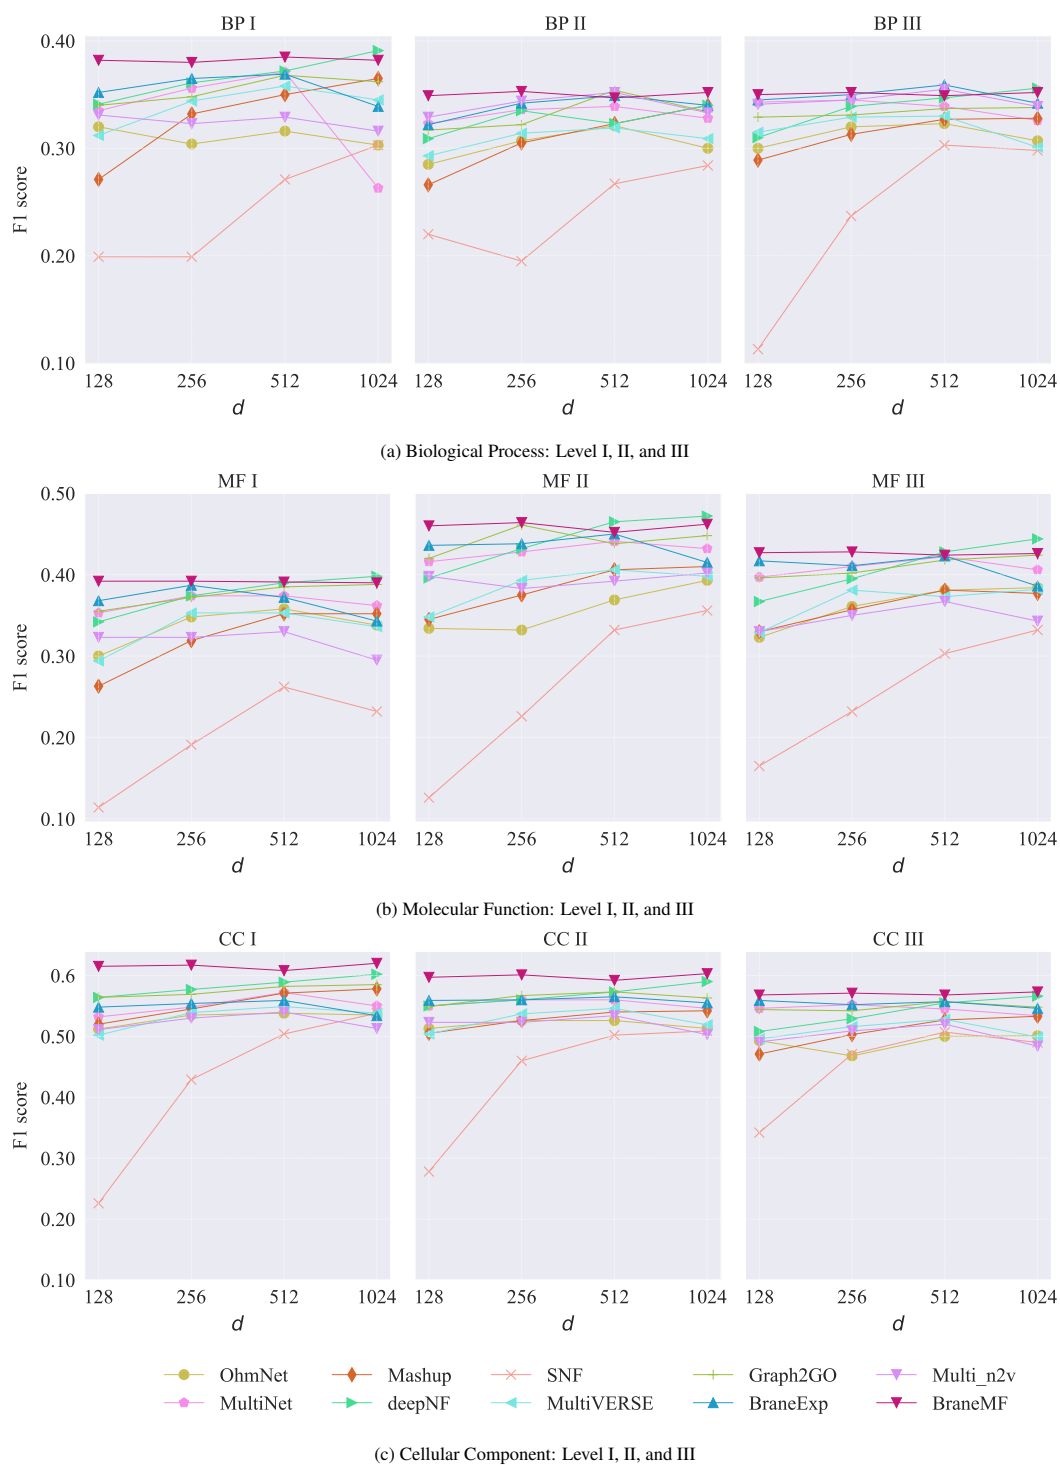 BP I BP II BP III
0.40
0.30
0.20
0.10
F1 score
128 256 512 1024 128 256 512 1024 128 256 512 1024
d d d
(a) Biological Process: Level I, II, and III
MF I MF II MF III
0.50
0.40
0.30
0.20
0.10
F1 score
128 256 512 1024 128 256 512 1024 128 256 512 1024
d d d
(b) Molecular Function: Level I, II, and III
CC I CC II CC III
0.6
0.50
0.40
0.30
0.20
0.10
F1 score
128 256 512 1024 128 256 512 1024 128 256 512 1024
d d d
OhmNet Mashup SNF Graph2GO Multi_n2v
MultiNet deepNF MultiVERSE BraneExp BraneMF
(c) Cellular Component: Level I, II, and III